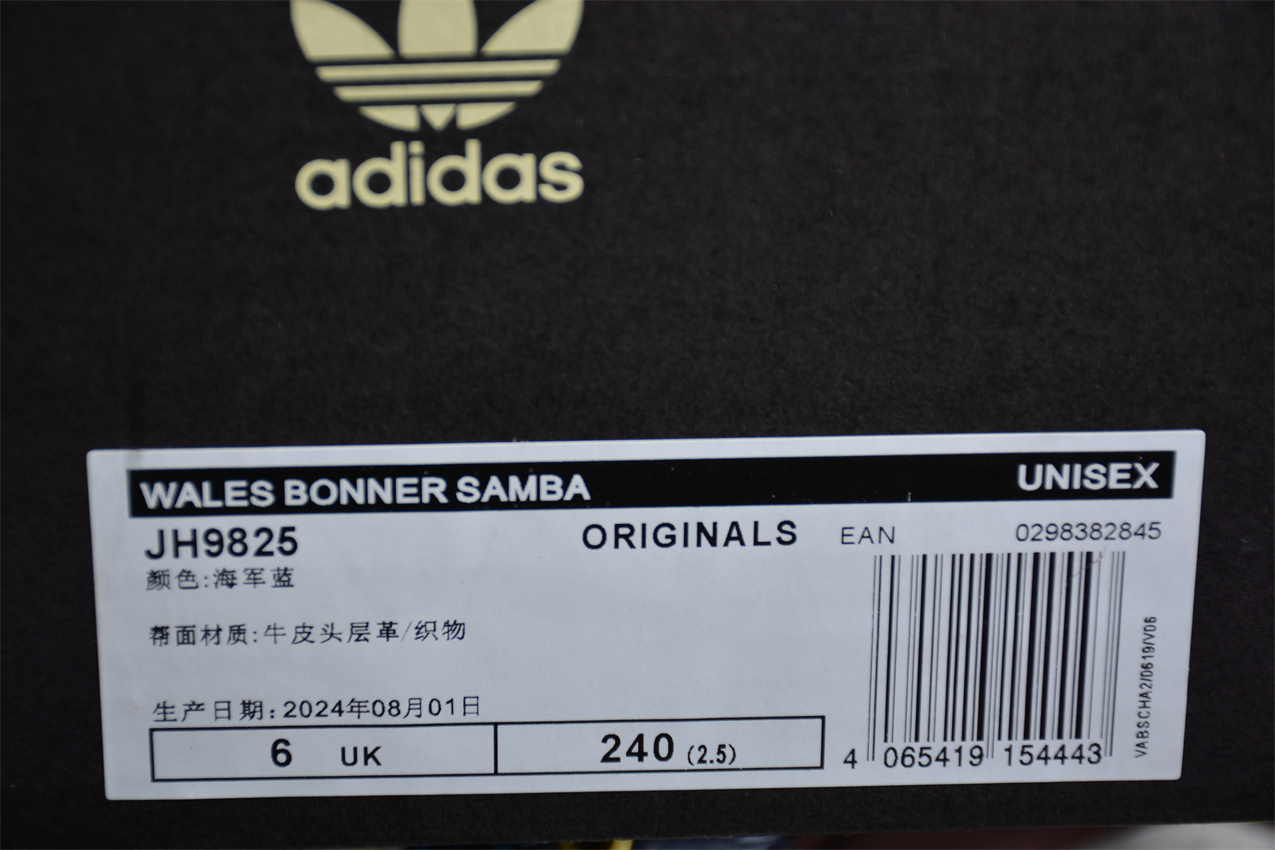 adidas
WALES BONNER SAMBA
UNISEX
JH9825
ORIGINALS
EAN
0298382845
颜色:海军蓝
帮面材质:牛皮头层革/织物
生产日期:2024年08月01日
6 UK
240 (2.5)
4 065419 154443
VABSCHA2/0619/V06